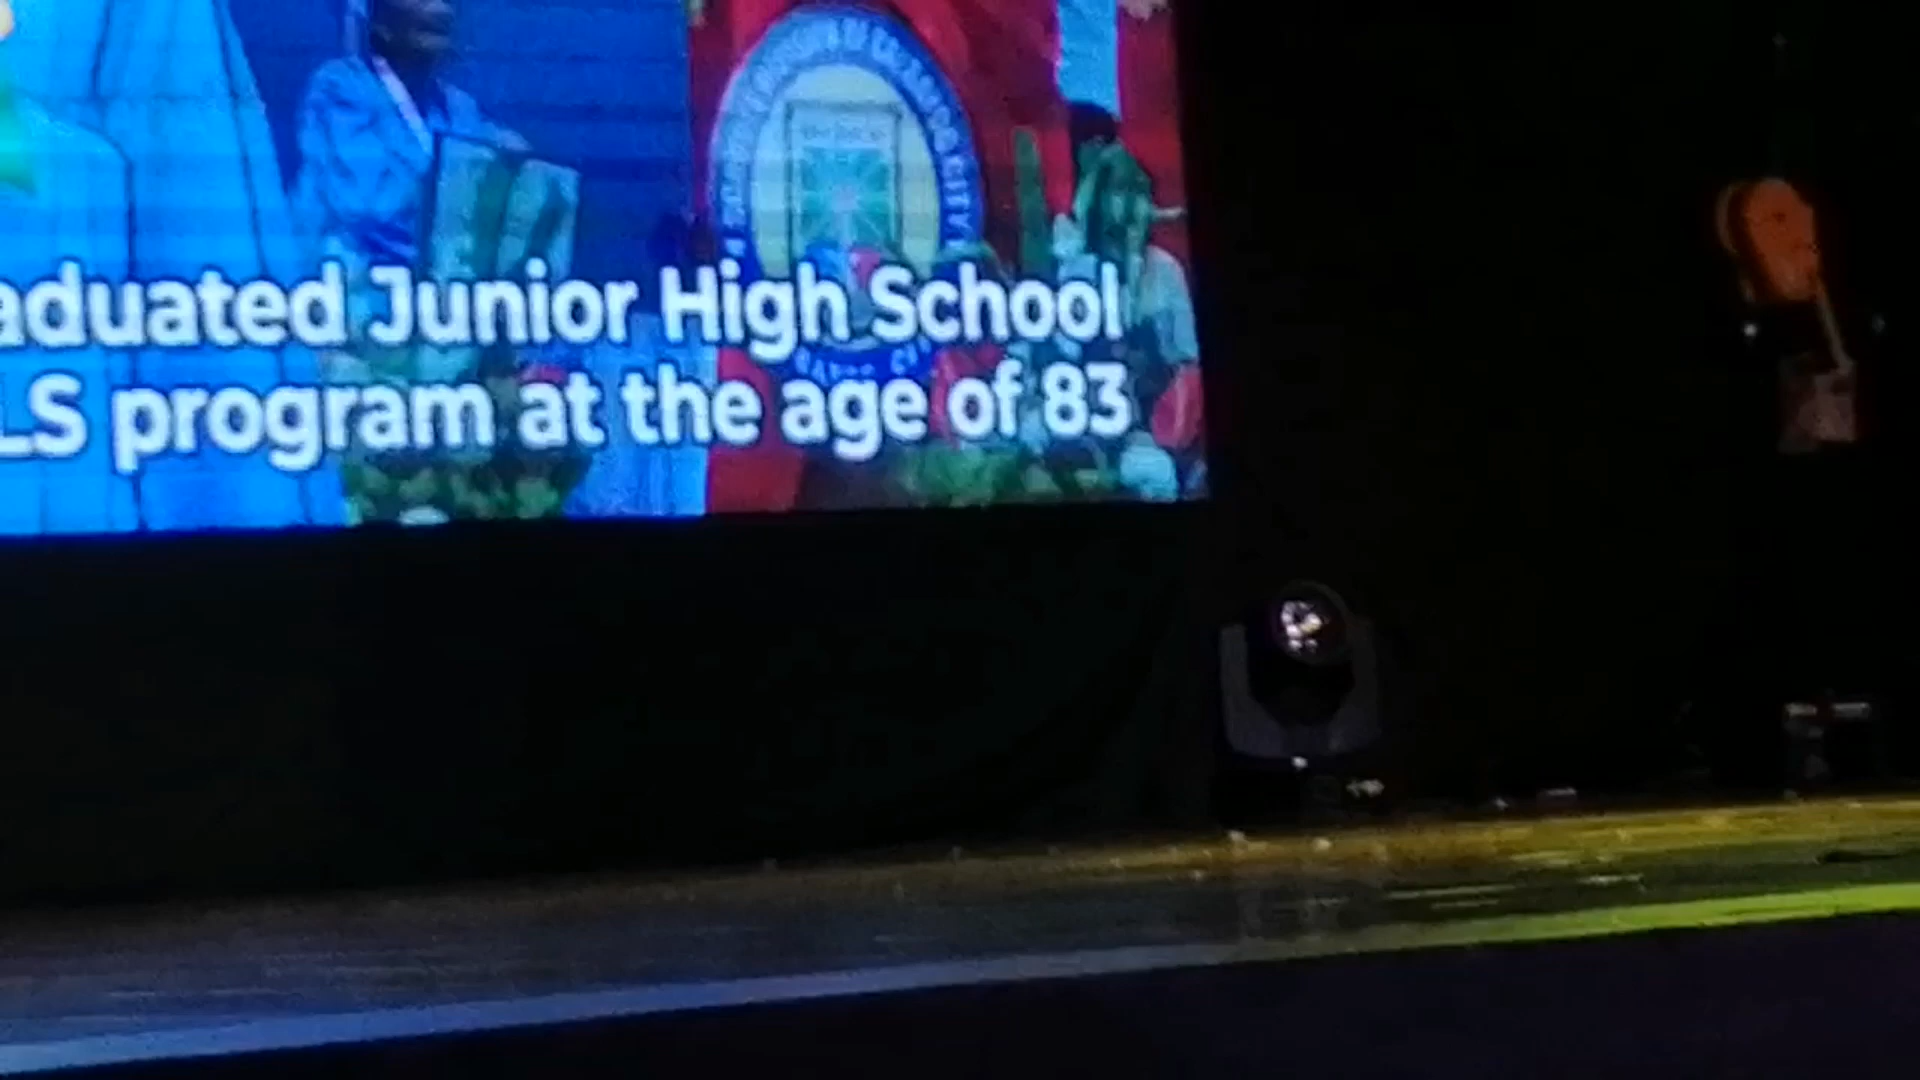 aduated Junior High School
LS program at the age of 83